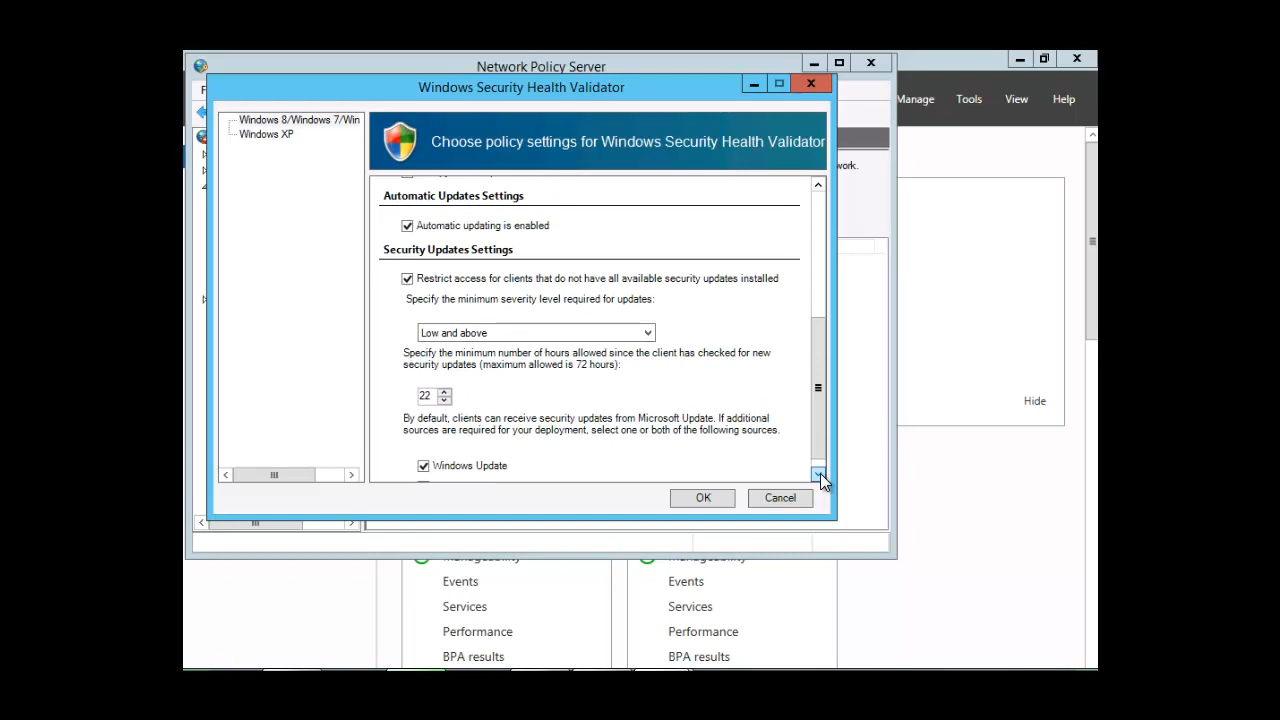 Network Policy Server
Windows Security Health Validator
F
Manage Tools View Help
Windows 8/Windows 7/Win
Windows XP
Choose policy settings for Windows Security Health Validator
work.
Automatic Updates Settings
Automatic updating is enabled
Security Updates Settings
Restrict access for clients that do not have all available security updates installed
Specify the minimum severity level required for updates:
Low and above
Specify the minimum number of hours allowed since the client has checked for new
security updates (maximum allowed is 72 hours):
22
Hide
By default, clients can receive security updates from Microsoft Update. If additional
sources are required for your deployment, select one or both of the following sources.
Windows Update
OK Cancel
Manageability Manageability
Events Events
Services Services
Performance Performance
BPA results BPA results